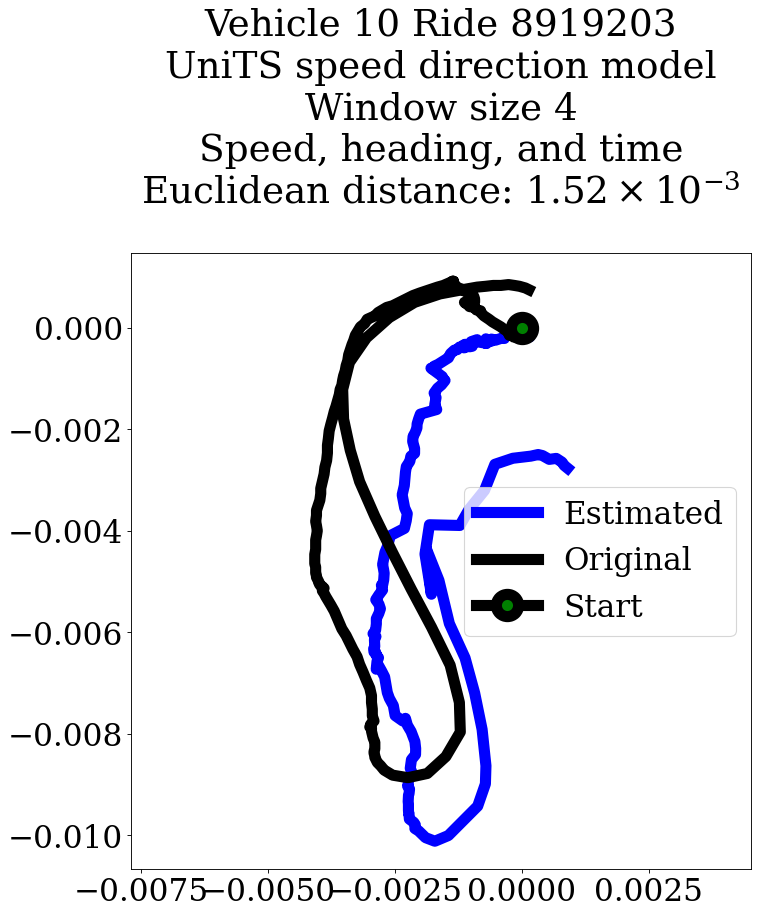 Vehicle 10 Ride 8919203
UniTS speed direction model
Window size 4
Speed, heading, and time
Euclidean distance: 1.52 × 10⁻³
0.000
−0.002
−0.004
−0.006
−0.008
−0.010
Estimated
Original
Start
−0.0075 −0.0050 −0.0025 0.0000 0.0025